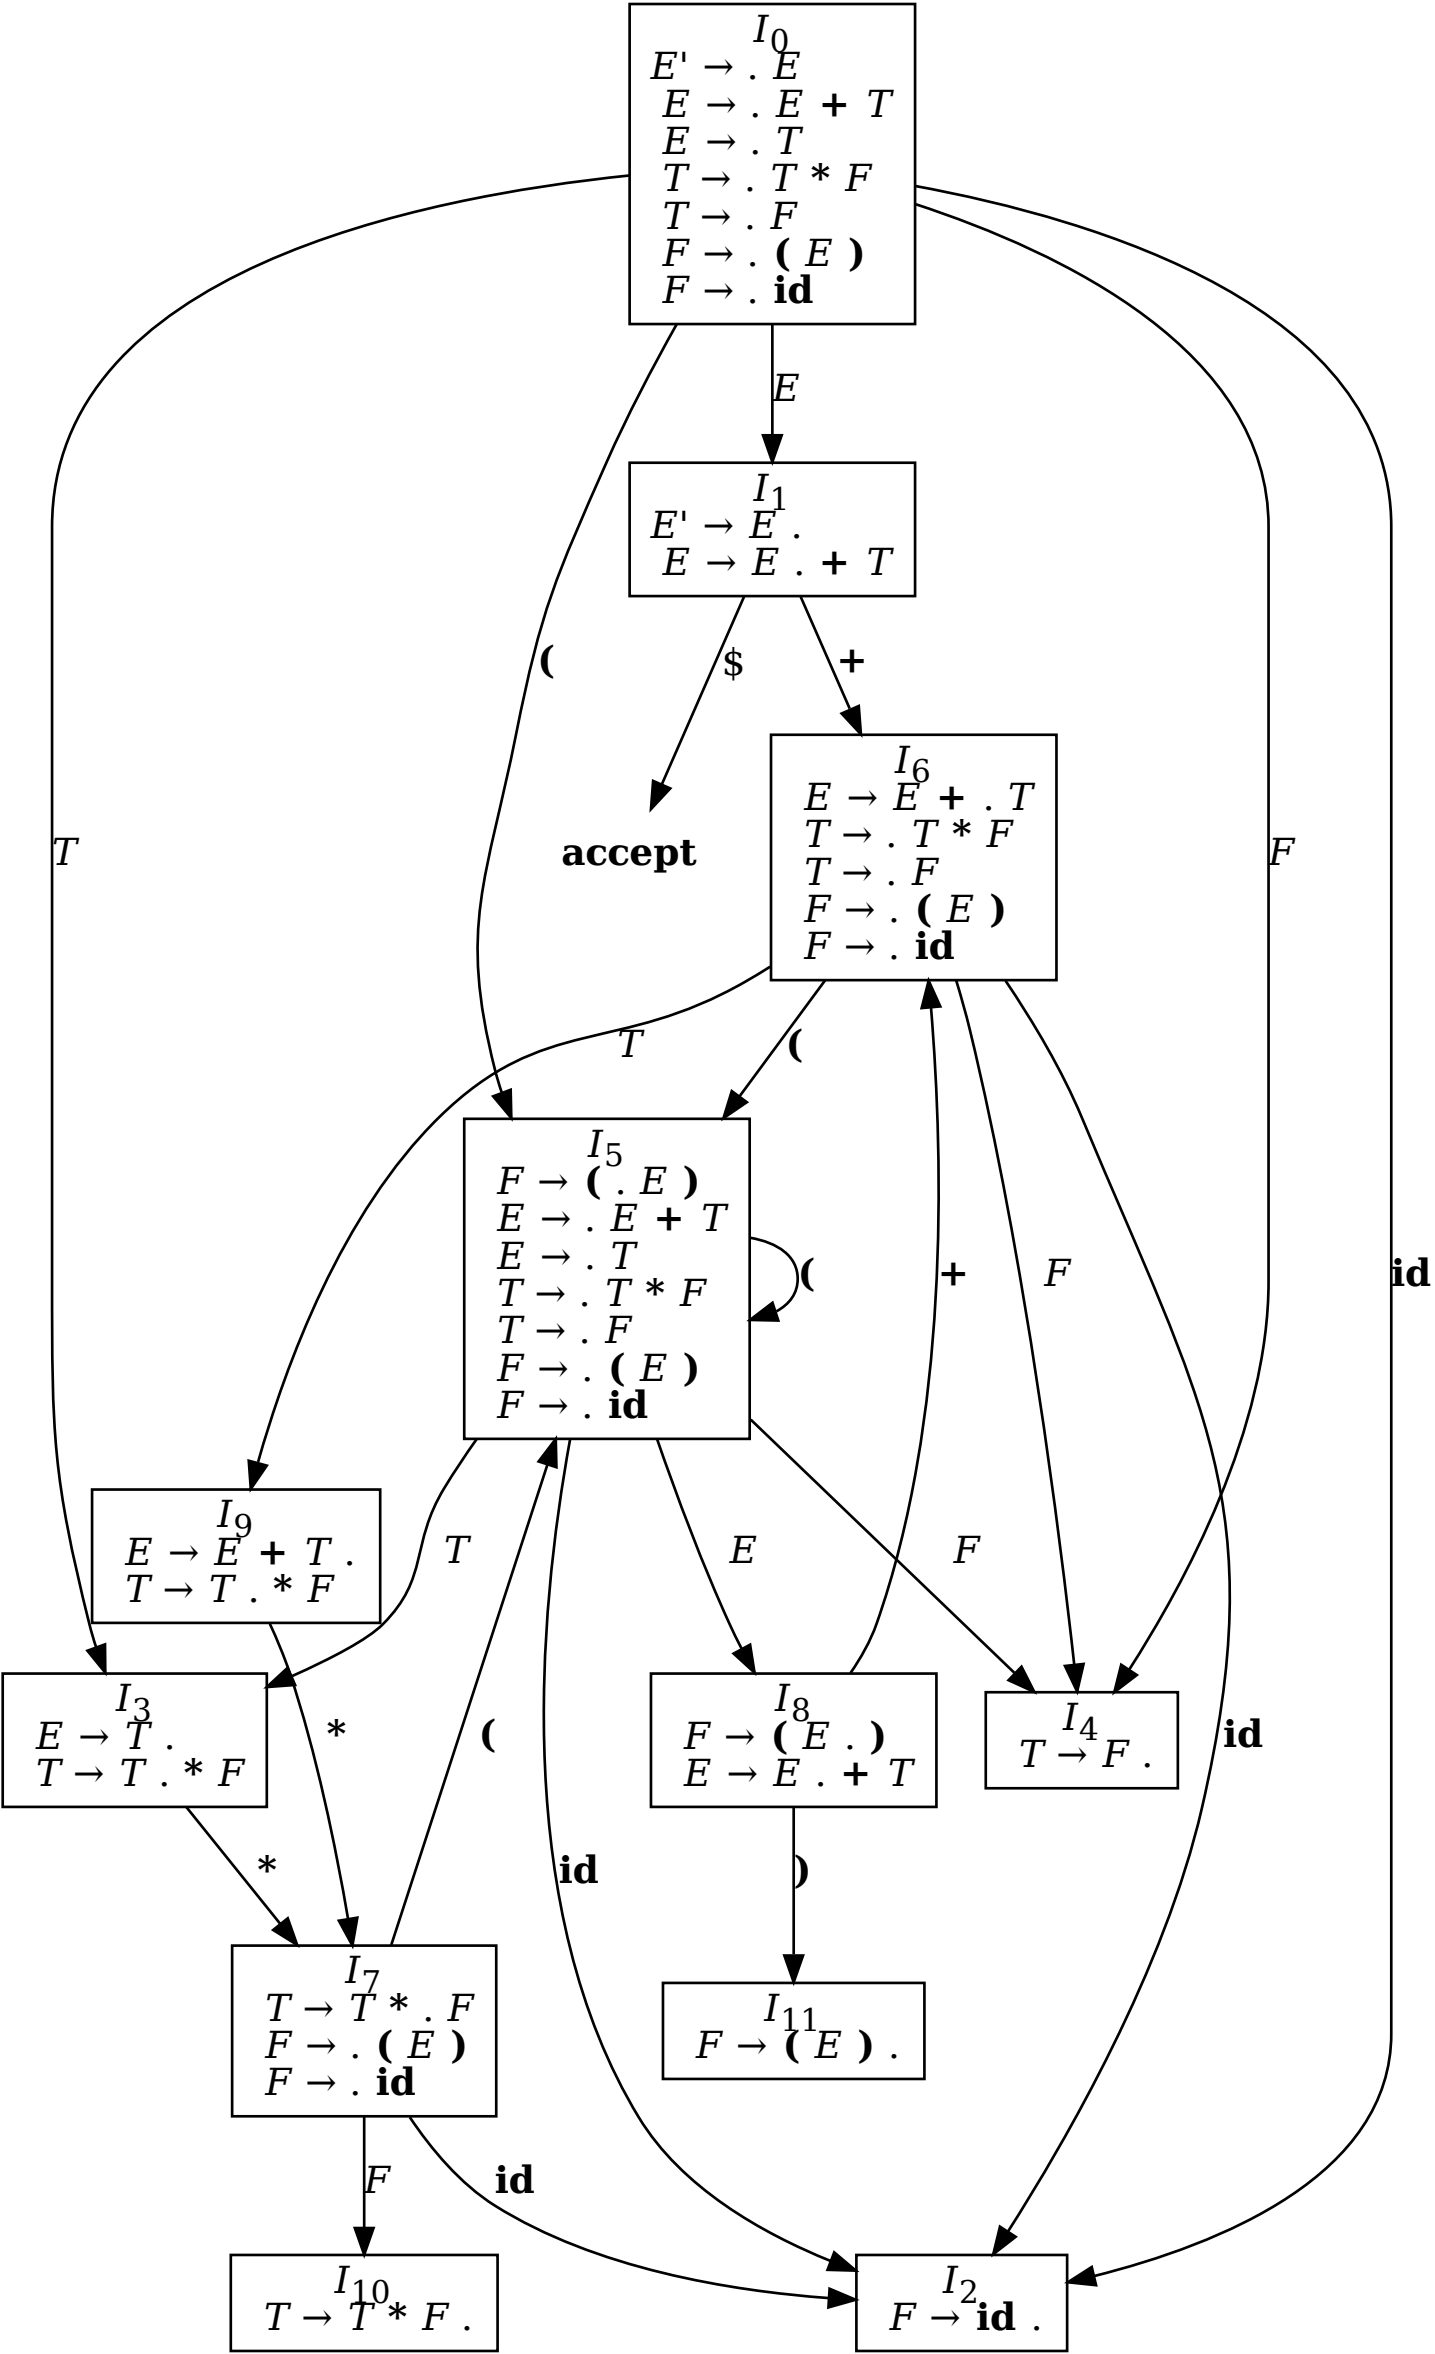 I0
E' → . E
E → . E + T
E → . T
T → . T * F
T → . F
F → . ( E )
F → . id
E
I1
E' → E .
E → E . + T
(
$
+
I6
E → E + . T
T → . T * F
T → . F
F → . ( E )
F → . id
T
accept
F
T
(
I5
F → ( . E )
E → . E + T
E → . T
T → . T * F
T → . F
F → . ( E )
F → . id
(
+
F
id
I9
E → E + T .
T → T . * F
T
E
F
I3
E → T .
T → T . * F
*
(
I8
F → ( E . )
E → E . + T
I4
T → F .
id
*
id
)
I7
T → T * . F
F → . ( E )
F → . id
I11
F → ( E ) .
F
id
I10
T → T * F .
I2
F → id .